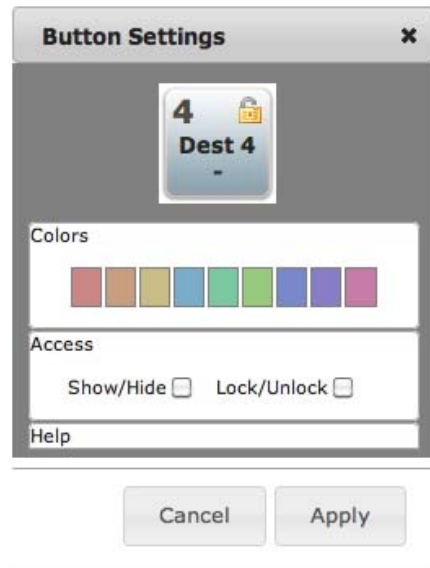 Button Settings
4
Dest 4
-
Colors
Access
Show/Hide Lock/Unlock
Help
Cancel Apply